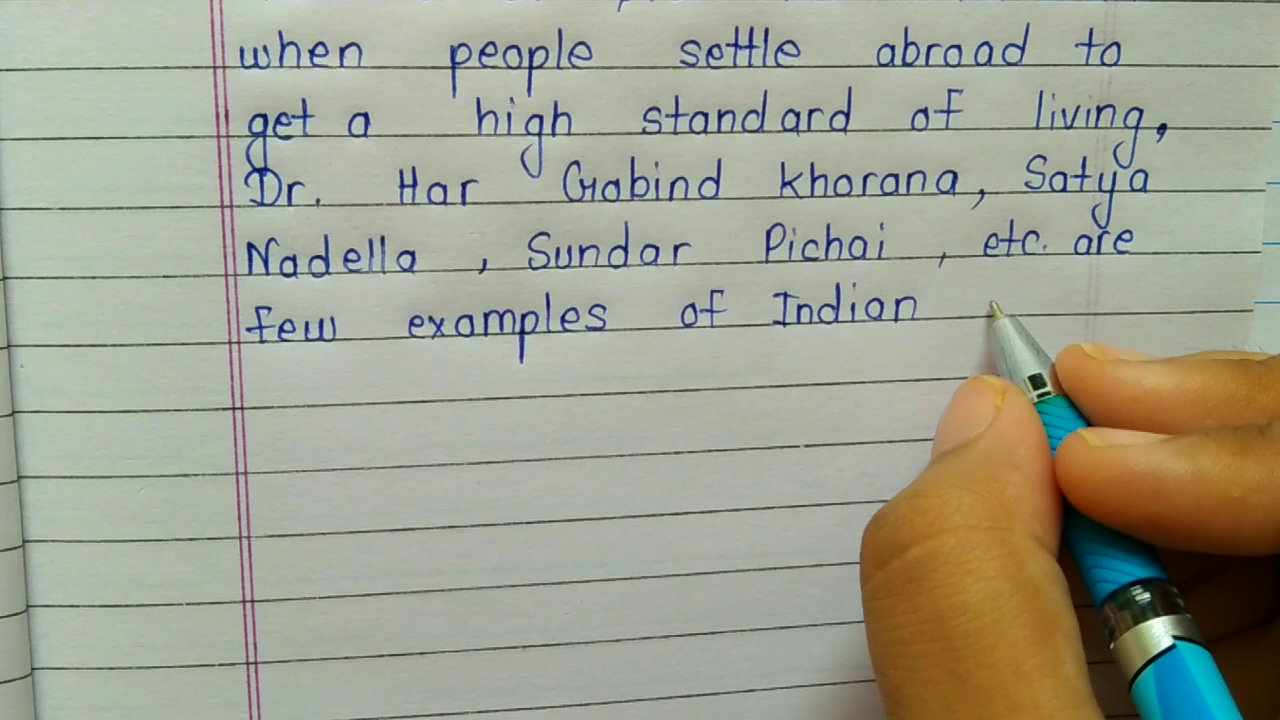 when people settle abroad to
get a high standard of living,
Dr. Har Gobind khorana, Satya
Nadella , Sundar Pichai , etc. are
few examples of Indian